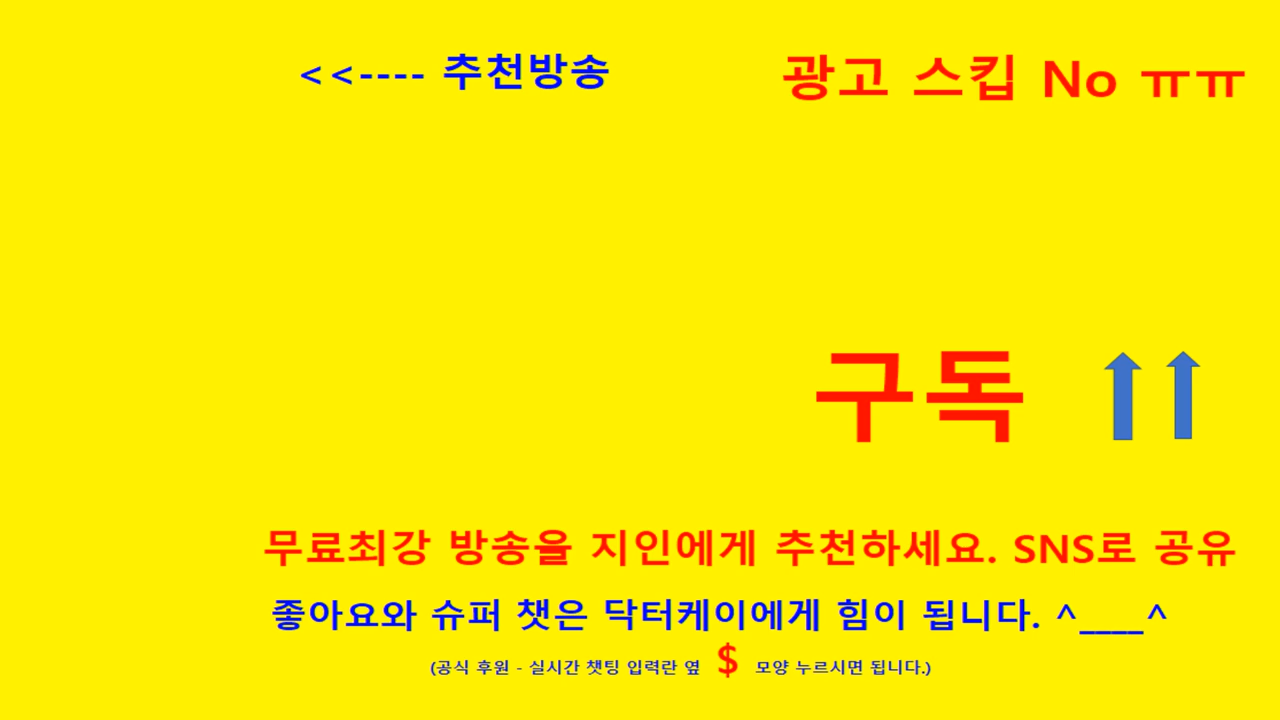 <<---- 추천방송
광고 스킵 No ㅠㅠ
구독
무료최강 방송을 지인에게 추천하세요. SNS로 공유
좋아요와 슈퍼 챗은 닥터케이에게 힘이 됩니다. ^____^
(공식 후원 - 실시간 챗팅 입력란 옆 $ 모양 누르시면 됩니다.)